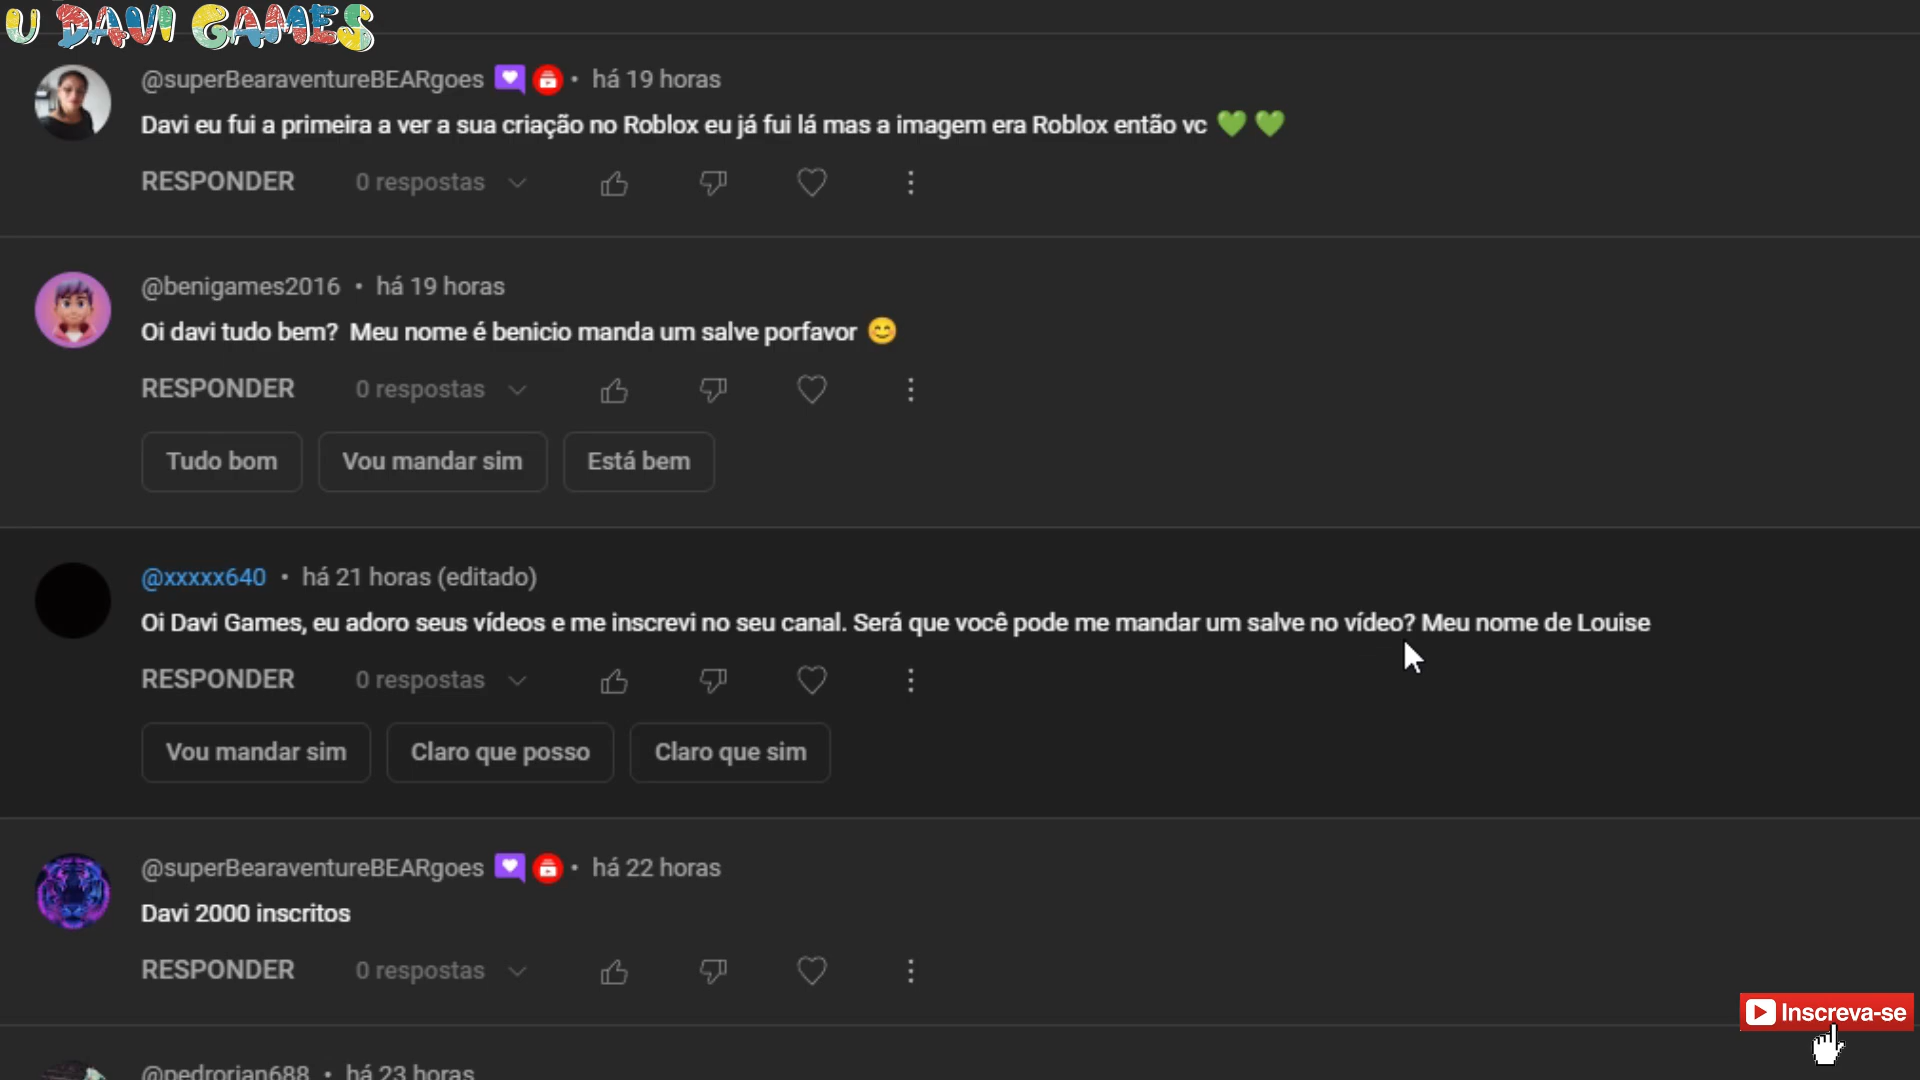 U DAVI GAMES
@superBearaventureBEARgoes • há 19 horas
Davi eu fui a primeira a ver a sua criação no Roblox eu já fui lá mas a imagem era Roblox então vc 💚 💚
RESPONDER 0 respostas
@benigames2016 • há 19 horas
Oi davi tudo bem? Meu nome é benicio manda um salve porfavor 😊
RESPONDER 0 respostas
Tudo bom Vou mandar sim Está bem
@xxxxx640 • há 21 horas (editado)
Oi Davi Games, eu adoro seus vídeos e me inscrevi no seu canal. Será que você pode me mandar um salve no vídeo? Meu nome de Louise
RESPONDER 0 respostas
Vou mandar sim Claro que posso Claro que sim
@superBearaventureBEARgoes • há 22 horas
Davi 2000 inscritos
RESPONDER 0 respostas
Inscreva-se
@pedrorian688 • há 23 horas